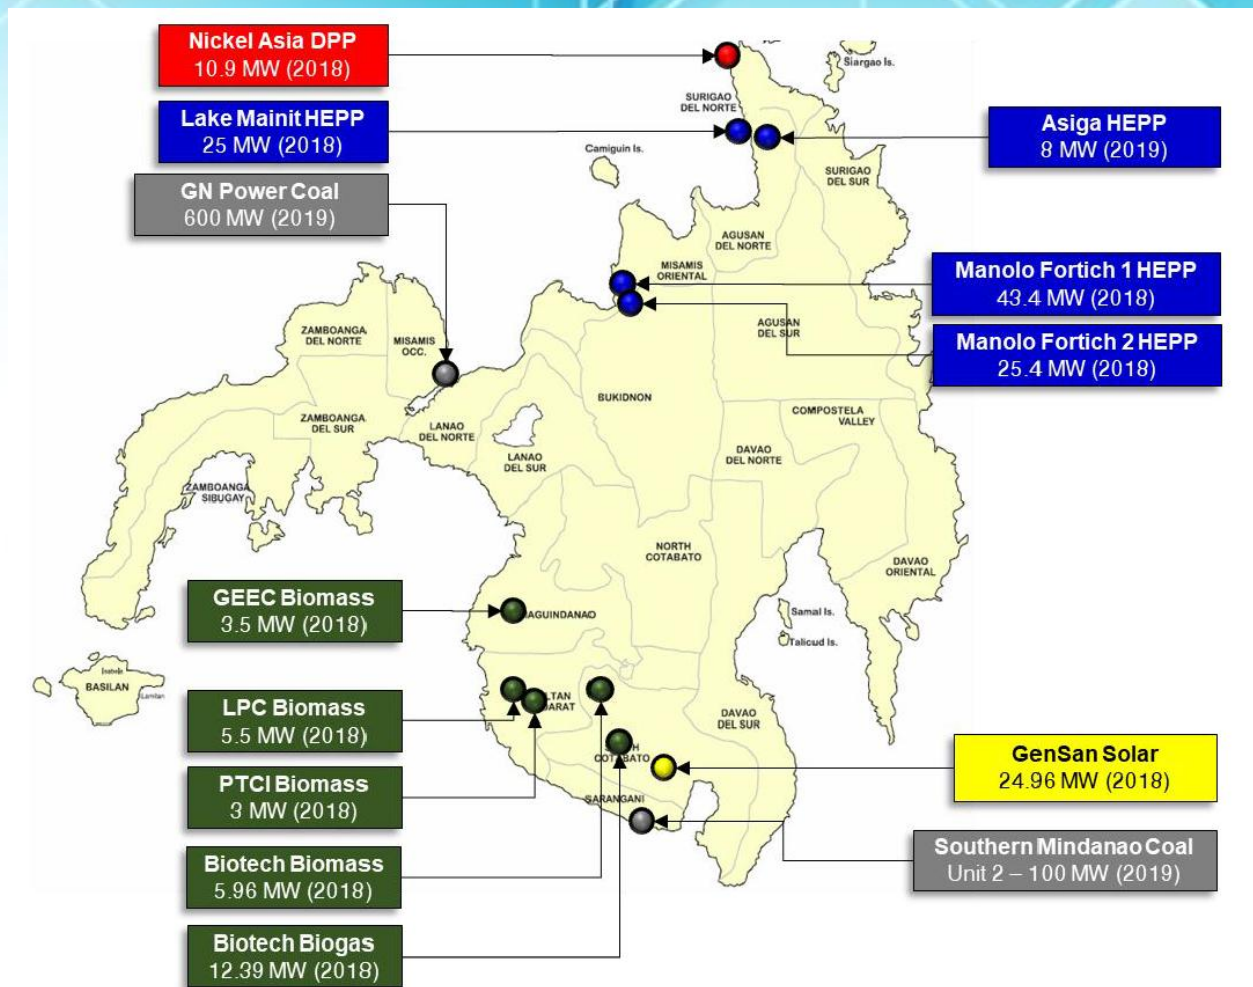 Nickel Asia DPP
10.9 MW (2018)
Lake Mainit HEPP
25 MW (2018)
GN Power Coal
600 MW (2019)
Asiga HEPP
8 MW (2019)
Manolo Fortich 1 HEPP
43.4 MW (2018)
Manolo Fortich 2 HEPP
25.4 MW (2018)
Siargao Is.
SURIGAO
DEL NORTE
Camiguin Is.
SURIGAO
DEL SUR
AGUSAN
DEL NORTE
MISAMIS
ORIENTAL
AGUSAN
DEL SUR
ZAMBOANGA
DEL NORTE
MISAMIS
OCC.
BUKIDNON
COMPOSTELA
VALLEY
ZAMBOANGA
DEL SUR
LANAO
DEL NORTE
LANAO
DEL SUR
DAVAO
DEL NORTE
ZAMBOANGA
SIBUGAY
NORTH
COTABATO
DAVAO
ORIENTAL
GEEC Biomass
3.5 MW (2018)
AGUINDANAO
Samal Is.
Talicud Is.
Isabela
BASILAN
Lamitan
LPC Biomass
5.5 MW (2018)
LTAN
DARAT
DAVAO
DEL SUR
COTABATO
SARANGANI
PTCI Biomass
3 MW (2018)
Biotech Biomass
5.96 MW (2018)
Biotech Biogas
12.39 MW (2018)
GenSan Solar
24.96 MW (2018)
Southern Mindanao Coal
Unit 2 – 100 MW (2019)